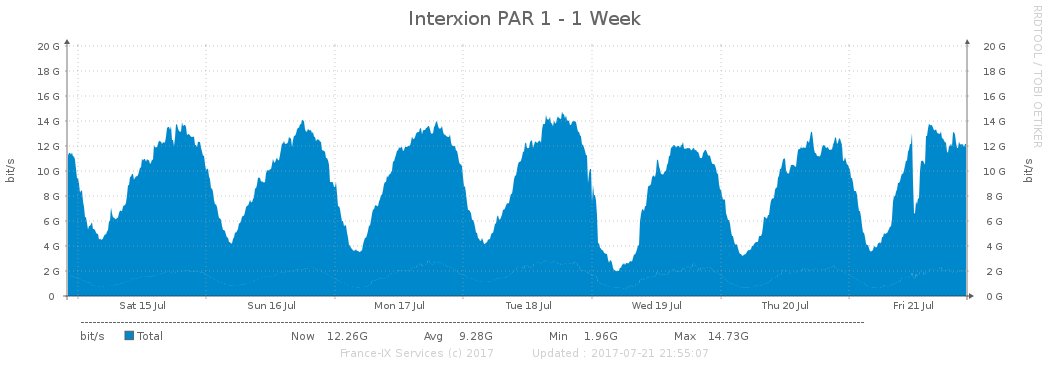 Interxion PAR 1 - 1 Week
RRDTOOL / TOBI OETIKER
20 G 20 G
18 G 18 G
16 G 16 G
14 G 14 G
12 G 12 G
10 G 10 G
8 G 8 G
6 G 6 G
4 G 4 G
2 G 2 G
0 0 G
bit/s
bit/s
Sat 15 Jul Sun 16 Jul Mon 17 Jul Tue 18 Jul Wed 19 Jul Thu 20 Jul Fri 21 Jul
bit/s Total Now 12.26G Avg 9.28G Min 1.96G Max 14.73G
France-IX Services (c) 2017 Updated : 2017-07-21 21:55:07